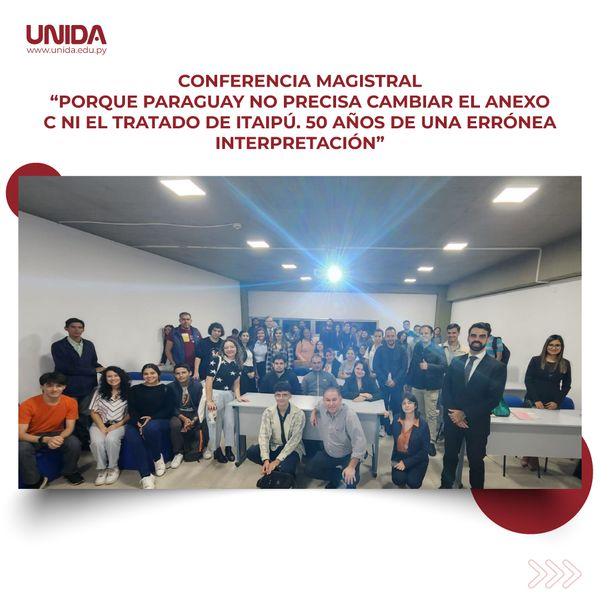 UNIDA
www.unida.edu.py
CONFERENCIA MAGISTRAL
“PORQUE PARAGUAY NO PRECISA CAMBIAR EL ANEXO
C NI EL TRATADO DE ITAIPÚ. 50 AÑOS DE UNA ERRÓNEA
INTERPRETACIÓN”